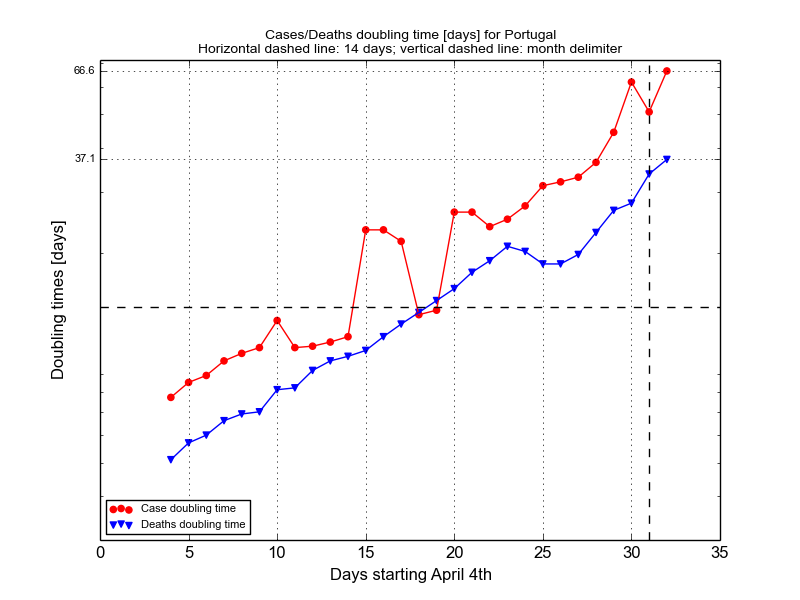 Cases/Deaths doubling time [days] for Portugal
Horizontal dashed line: 14 days; vertical dashed line: month delimiter
66.6
37.1
Doubling times [days]
Case doubling time
Deaths doubling time
0 5 10 15 20 25 30 35
Days starting April 4th